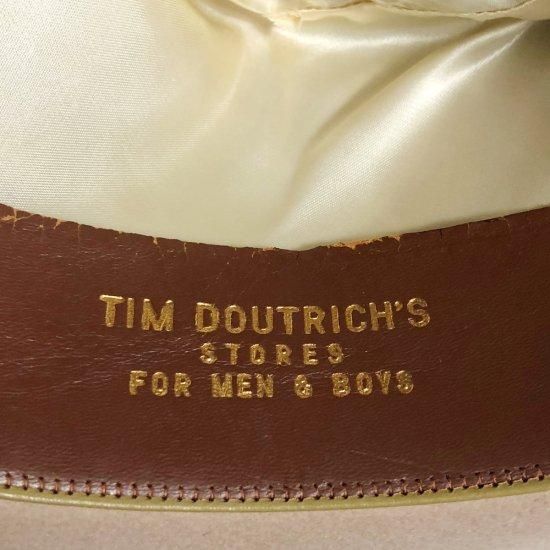 TIM DOUTRICH'S
STORES
FOR MEN & BOYS